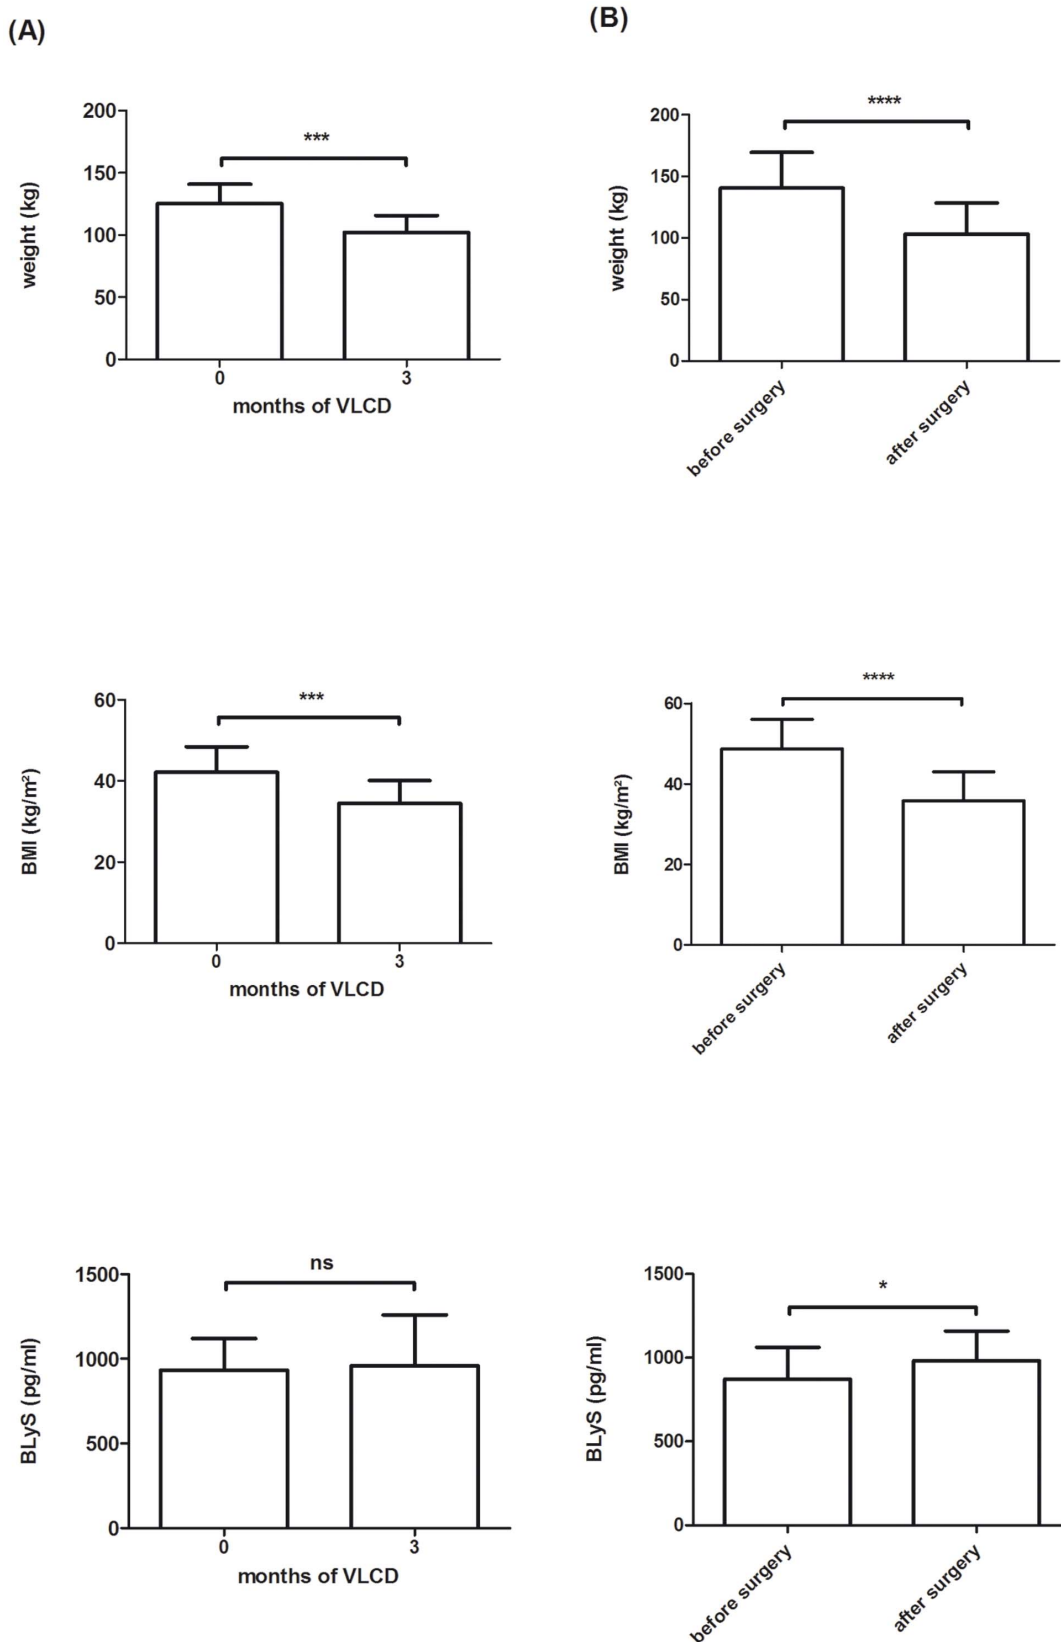 (A)
(B)
***
200
150
100
50
0
weight (kg)
0
3
months of VLCD
****
200
150
100
50
0
weight (kg)
before surgery
after surgery
***
60
40
20
0
BMI (kg/m²)
0
3
months of VLCD
****
60
40
20
0
BMI (kg/m²)
before surgery
after surgery
ns
1500
1000
500
0
BLyS (pg/ml)
0
3
months of VLCD
*
1500
1000
500
0
BLyS (pg/ml)
before surgery
after surgery